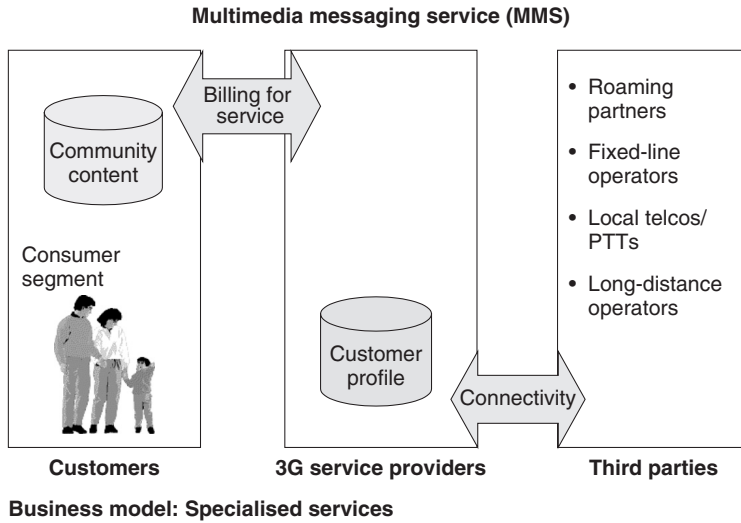 Multimedia messaging service (MMS)
Billing for
service
Community
content
Consumer
segment
Customer
profile
Connectivity
• Roaming
partners
• Fixed-line
operators
• Local telcos/
PTTs
• Long-distance
operators
Customers
3G service providers
Third parties
Business model: Specialised services